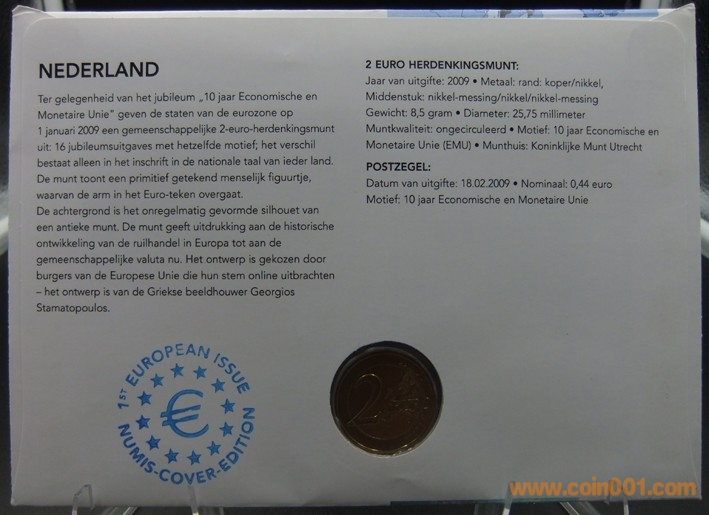 NEDERLAND
Ter gelegenheid van het jubileum „10 jaar Economische en
Monetaire Unie“ geven de staten van de eurozone op
1 januari 2009 een gemeenschappelijke 2-euro-herdenkingsmunt
uit: 16 jubileumsuitgaves met hetzelfde motief; het verschil
bestaat alleen in het inschrift in de nationale taal van ieder land.
De munt toont een primitief getekend menselijk figuurtje,
waarvan de arm in het Euro-teken overgaat.
De achtergrond is het onregelmatig gevormde silhouet van
een antieke munt. De munt geeft uitdrukking aan de historische
ontwikkeling van de ruilhandel in Europa tot aan de
gemeenschappelijke valuta nu. Het ontwerp is gekozen door
burgers van de Europese Unie die hun stem online uitbrachten
– het ontwerp is van de Griekse beeldhouwer Georgios
Stamatopoulos.
2 EURO HERDENKINGSMUNT:
Jaar van uitgifte: 2009 • Metaal: rand: koper/nikkel,
Middenstuk: nikkel-messing/nikkel/nikkel-messing
Gewicht: 8,5 gram • Diameter: 25,75 millimeter
Muntkwaliteit: ongecirculeerd • Motief: 10 jaar Economische en
Monetaire Unie (EMU) • Munthuis: Koninklijke Munt Utrecht
POSTZEGEL:
Datum van uitgifte: 18.02.2009 • Nominaal: 0,44 euro
Motief: 10 jaar Economische en Monetaire Unie
1ST EUROPEAN ISSUE
€
NUMIS-COVER-EDITION
2
www.coin001.com